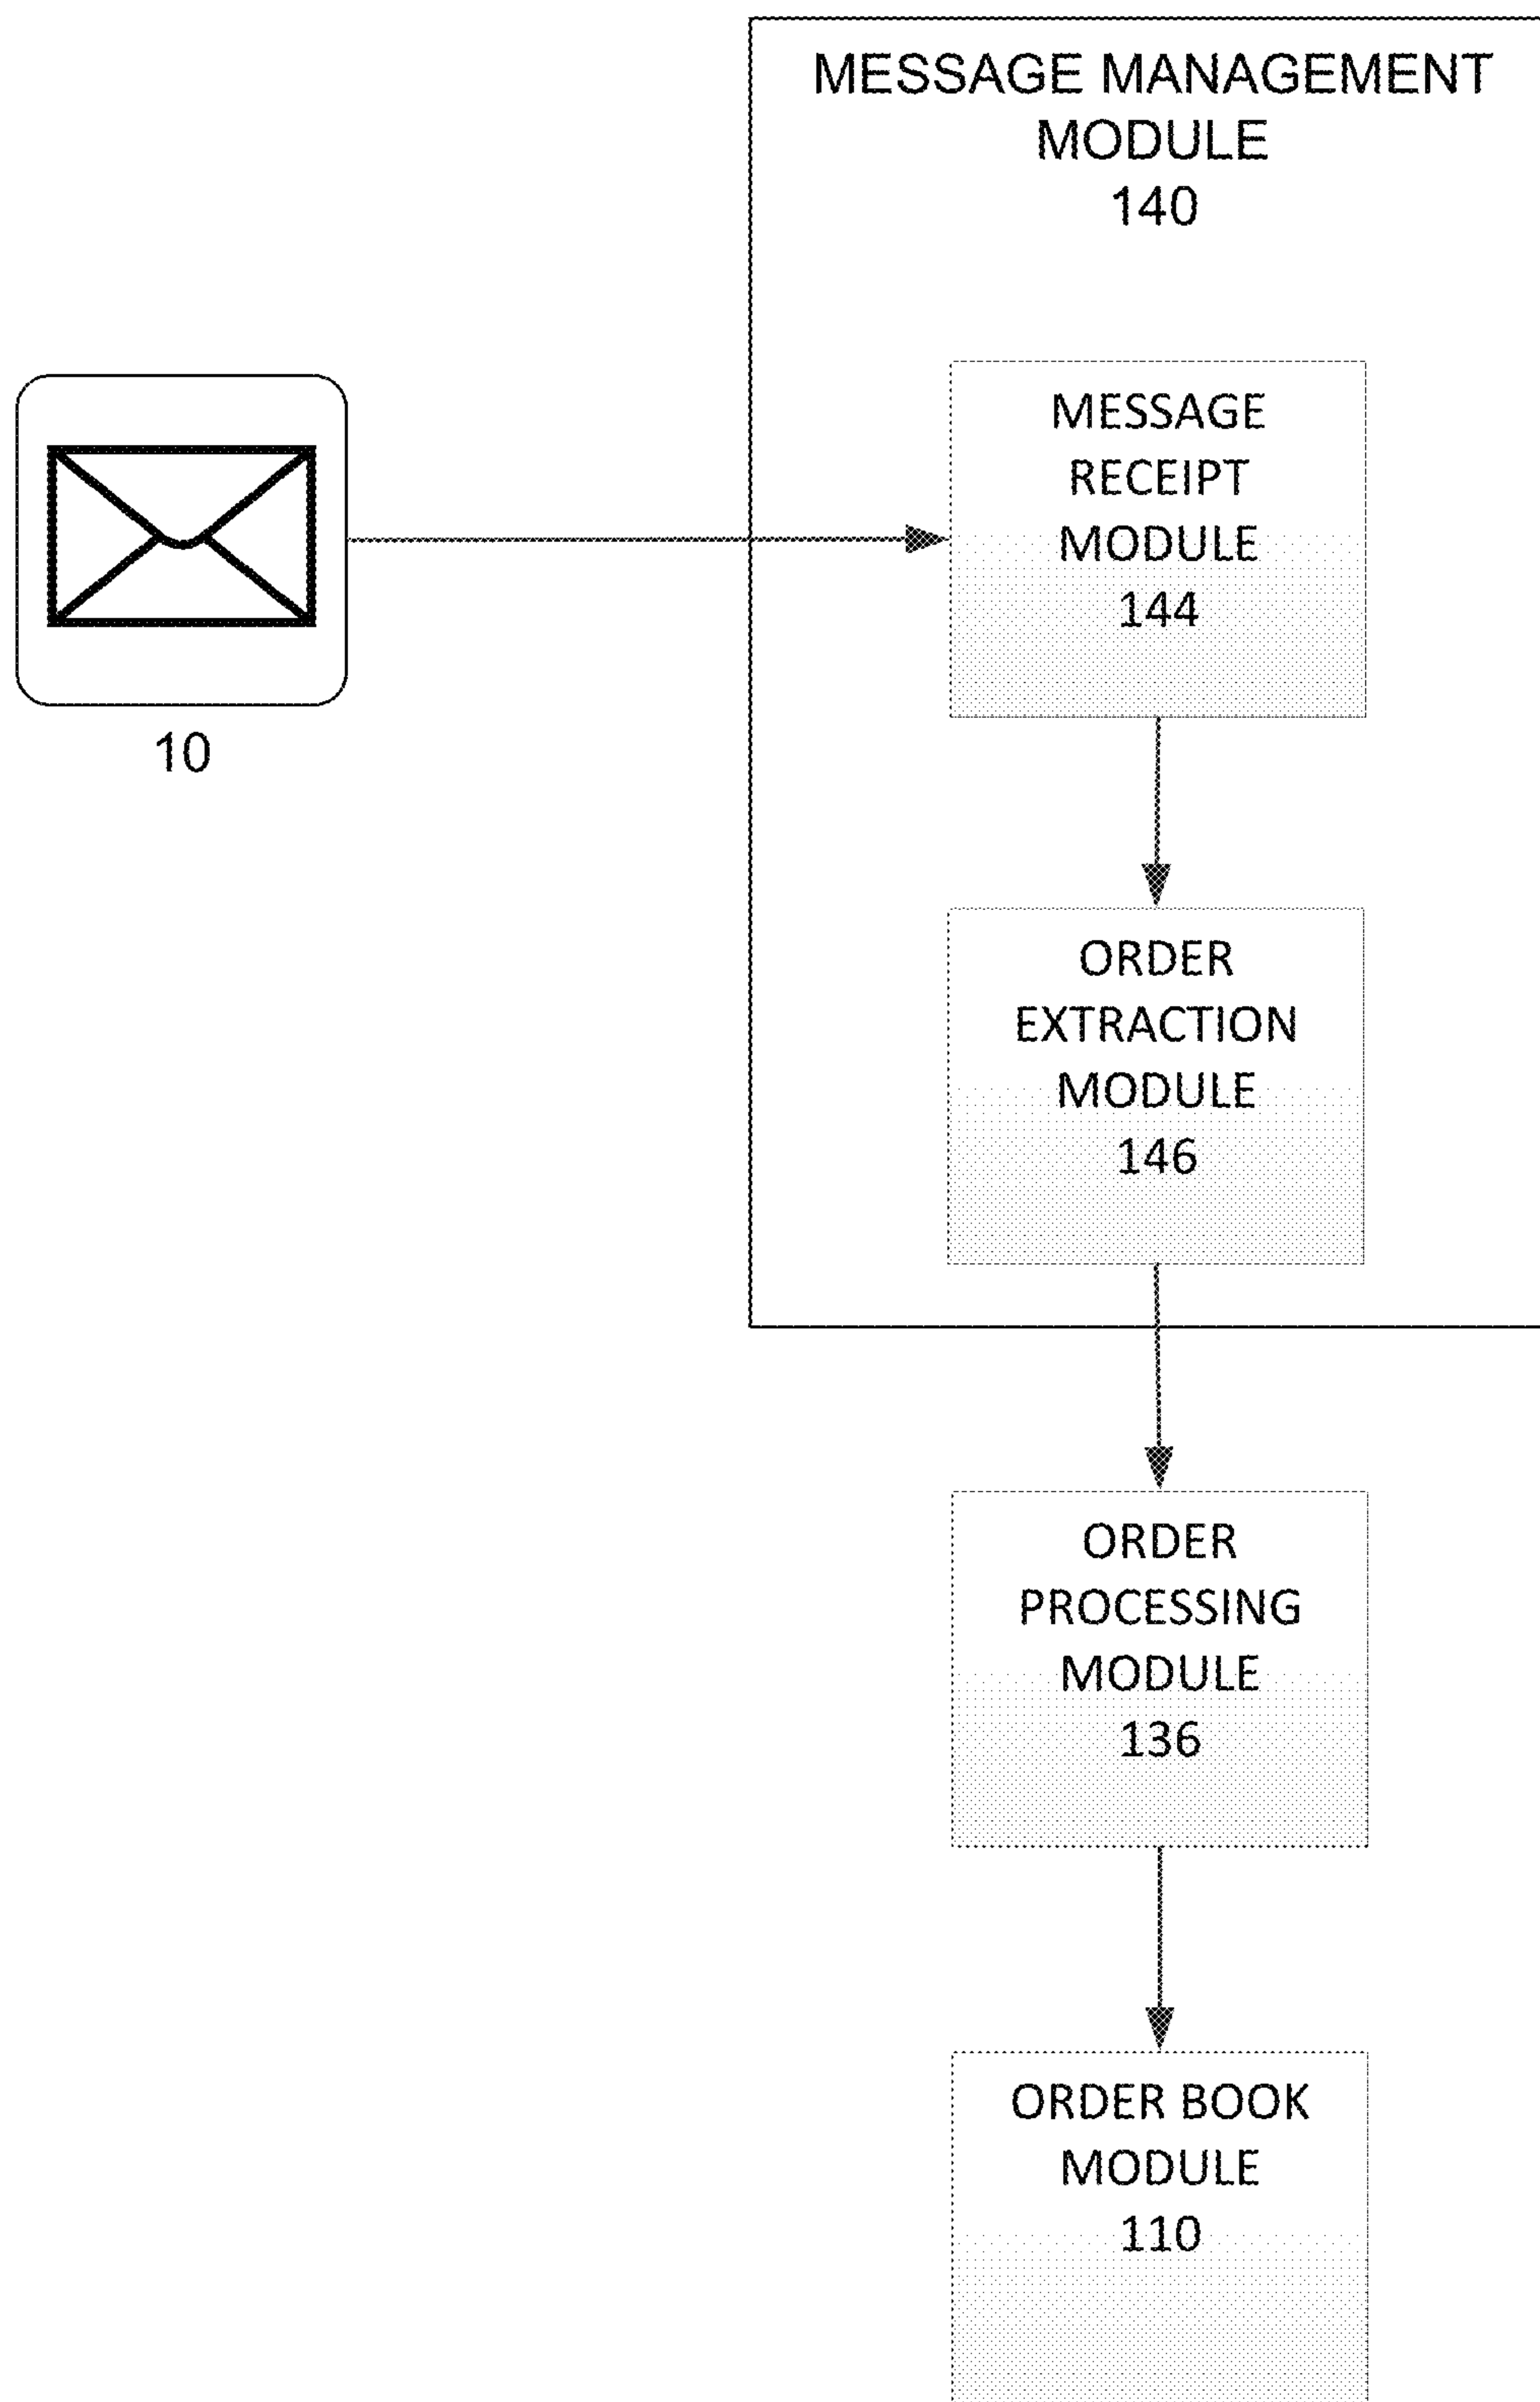 MESSAGE MANAGEMENT
MODULE
140
MESSAGE
RECEIPT
MODULE
144
10
ORDER
EXTRACTION
MODULE
146
ORDER
PROCESSING
MODULE
136
ORDER BOOK
MODULE
110